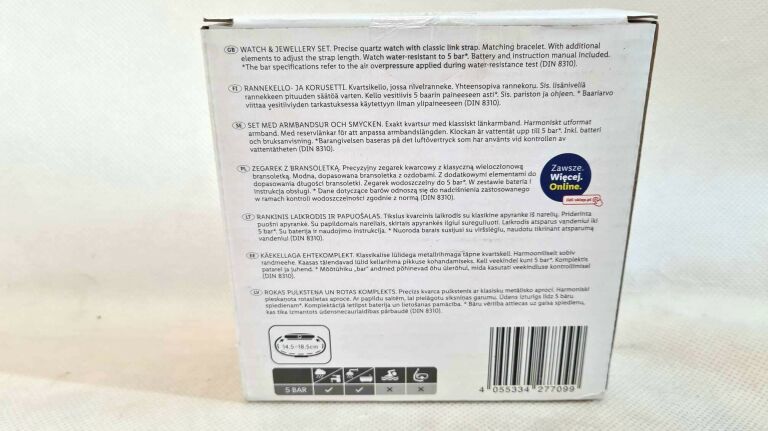 GB WATCH & JEWELLERY SET. Precise quartz watch with classic link strap. Matching bracelet. With additional
elements to adjust the strap length. Watch water-resistant to 5 bar*. Battery and instruction manual included.
*The bar specifications refer to the air overpressure applied during water-resistance test (DIN 8310).
FI RANNEKELLO- JA KORUSETTI. Kvartsikello, jossa nivelranneke. Yhteensopiva rannekoru. Sis. lisäniveliä
rannekkeen pituuden säätöä varten. Kello vesitiivis 5 baarin paineeseen asti*. Sis. pariston ja ohjeen. * Baariarvo
viittaa vesitiiviyden tarkastuksessa käytettyyn ilman ylipaineeseen (DIN 8310).
SE SET MED ARMBANDSUR OCH SMYCKEN. Exakt kvartsur med klassiskt länkarmband. Harmoniskt utformat
armband. Med reservlänkar för att anpassa armbandslängden. Klockan är vattentät upp till 5 bar*. Inkl. batteri
och bruksanvisning. *Barangivelsen baseras på det luftövertryck som har använts vid kontrollen av
vattentätheten (DIN 8310).
PL ZEGAREK Z BRANSOLETKĄ. Precyzyjny zegarek kwarcowy z klasyczną wieloczłonową
bransoletką. Modna, dopasowana bransoletka z ozdobami. Z dodatkowymi elementami do
dopasowania długości bransoletki. Zegarek wodoszczelny do 5 bar*. W zestawie bateria i
instrukcja obsługi. * Dane dotyczące barów odnoszą się do nadciśnienia zastosowanego
w ramach kontroli wodoszczelności zgodnie z normą (DIN 8310).
Zawsze.
Więcej.
Online.
lidl-sklep.pl
LT RANKINIS LAIKRODIS IR PAPUOŠALAS. Tikslus kvarcinis laikrodis su klasikine apyranke iš narelių. Priderinta
puošni apyrankė. Su papildomais nareliais, skirtais apyrankės ilgiui sureguliuoti. Laikrodis atsparus vandeniui iki
5 bar*. Su baterija ir naudojimo instrukcija. * Nuoroda barais susijusi su viršslėgiu, naudotu tikrinant atsparumą
vandeniui (DIN 8310).
EE KÄEKELLAGA EHTEKOMPLEKT. Klassikalise lülidega metallrihmaga täpne kvartskell. Harmooniliselt sobiv
randmeehe. Kaasas täiendavad lülid kellarihma pikkuse kohandamiseks. Kell veekindel kuni 5 bar*. Komplektis
patarei ja juhend. * Mõõtühiku „bar” andmed põhinevad õhu ülerõhul, mida kasutati veekindluse kontrollimisel
(DIN 8310).
LV ROKAS PULKSTENA UN ROTAS KOMPLEKTS. Precīzs kvarca pulkstenis ar klasisku metālisko aproci. Harmoniski
pieskaņota rotaslietas aproce. Ar papildu saitēm, lai pielāgotu siksniņas garumu. Ūdens izturīgs līdz 5 bāru
spiedienam*. Komplektācijā ietilpst baterija un lietošanas pamācība. * Bāru vērtība attiecas uz gaisa spiedienu,
kas tika izmantots ūdensnecaurlaidības pārbaudē (DIN 8310).
14,5-18,5cm
5 BAR
4 055334 277099